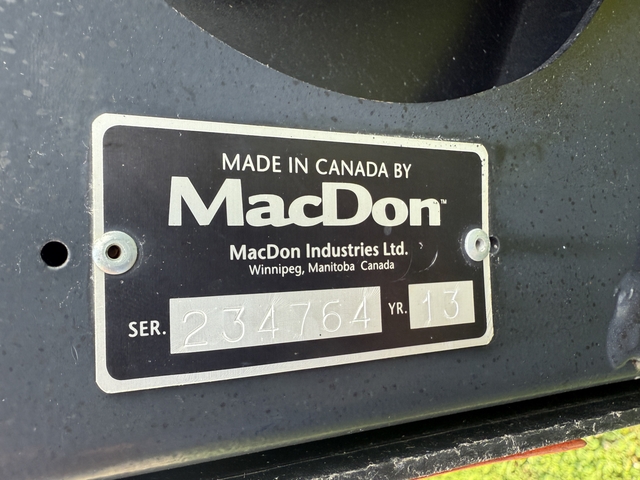 MADE IN CANADA BY
MacDon™
MacDon Industries Ltd.
Winnipeg, Manitoba Canada
SER. 234764 YR. 13